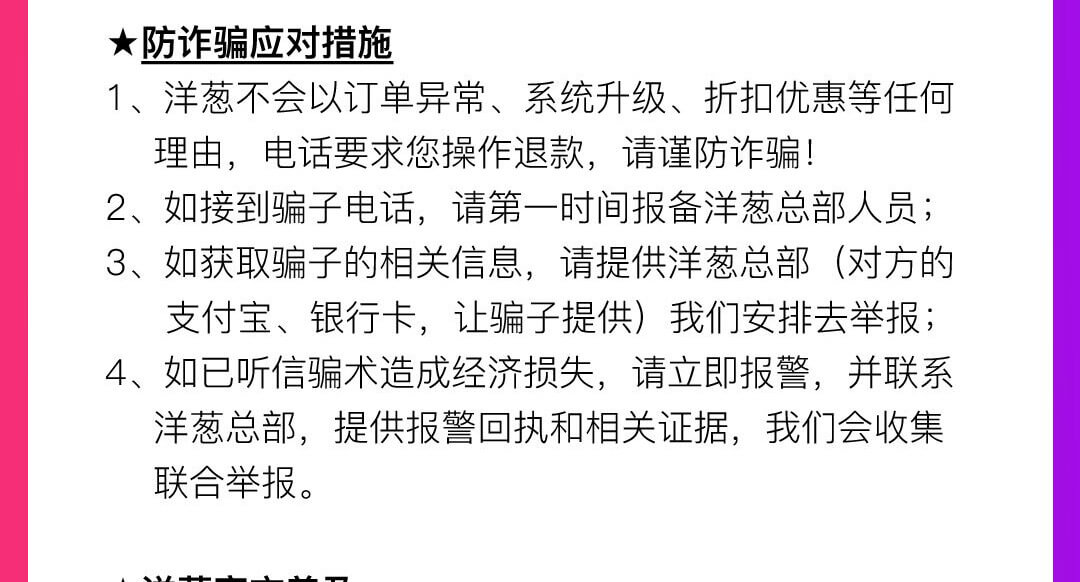 ★防诈骗应对措施
1、洋葱不会以订单异常、系统升级、折扣优惠等任何
理由，电话要求您操作退款，请谨防诈骗！
2、如接到骗子电话，请第一时间报备洋葱总部人员；
3、如获取骗子的相关信息，请提供洋葱总部（对方的
支付宝、银行卡，让骗子提供）我们安排去举报；
4、如已听信骗术造成经济损失，请立即报警，并联系
洋葱总部，提供报警回执和相关证据，我们会收集
联合举报。